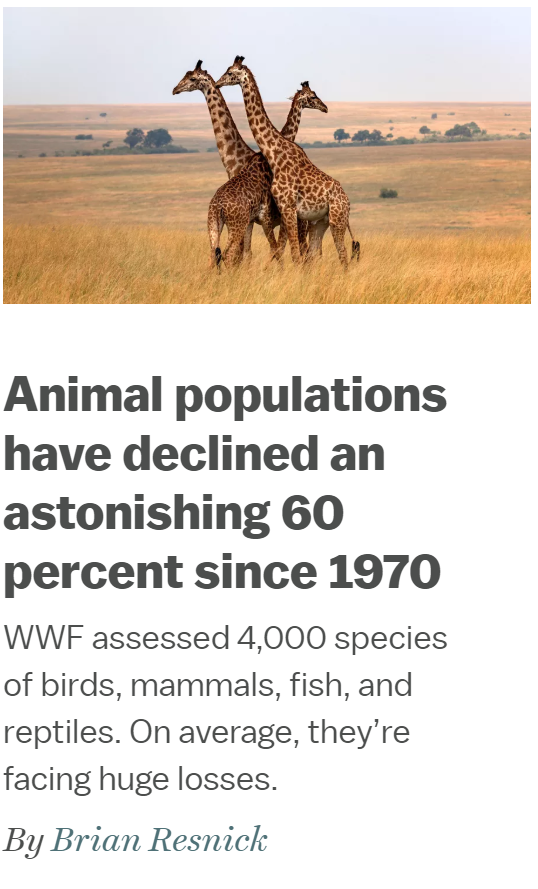 Animal populations
have declined an
astonishing 60
percent since 1970
WWF assessed 4,000 species
of birds, mammals, fish, and
reptiles. On average, they’re
facing huge losses.
By Brian Resnick